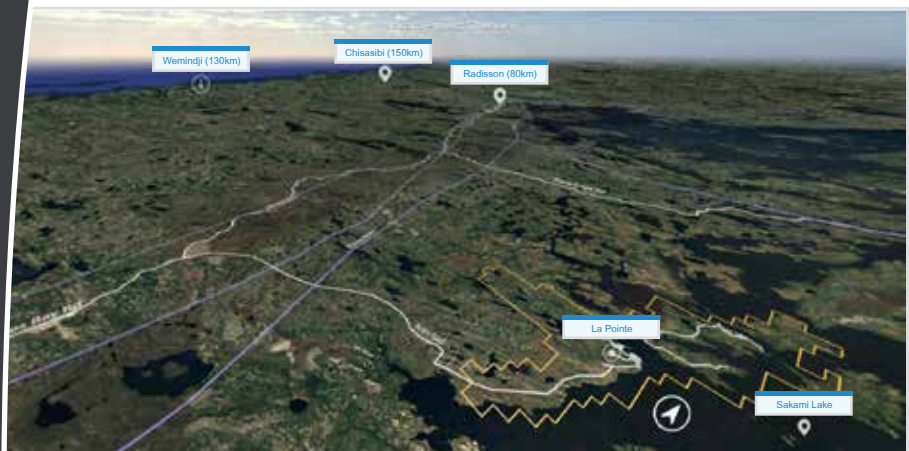 Wemindji (130km)
Chisasibi (150km)
Radisson (80km)
La Pointe
Sakami Lake